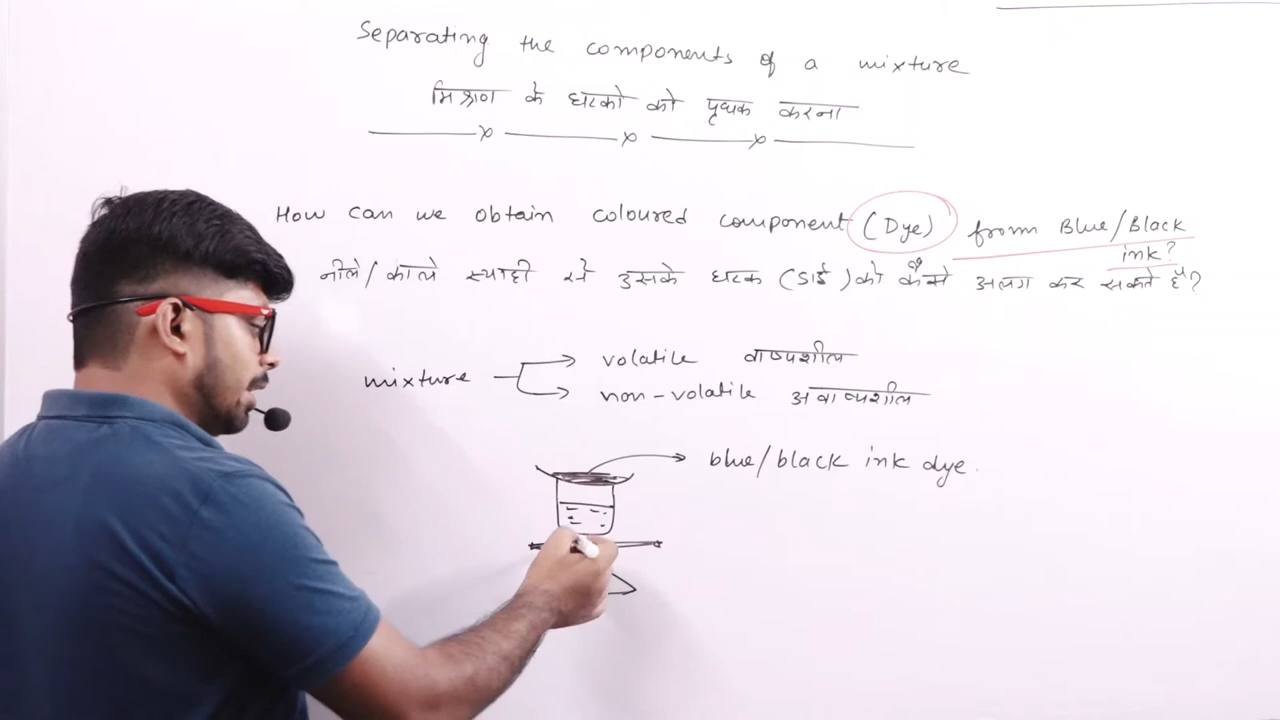 Separating the components of a mixture
मिश्रण के घटको को पृथक करना
How can we obtain coloured component (Dye) from Blue/Black ink?
नीले/काले स्याही से उसके घटक (डाई) को कैसे अलग कर सकते हैं?
mixture
volatile वाष्पशील
non-volatile अवाष्पशील
blue/black ink dye.